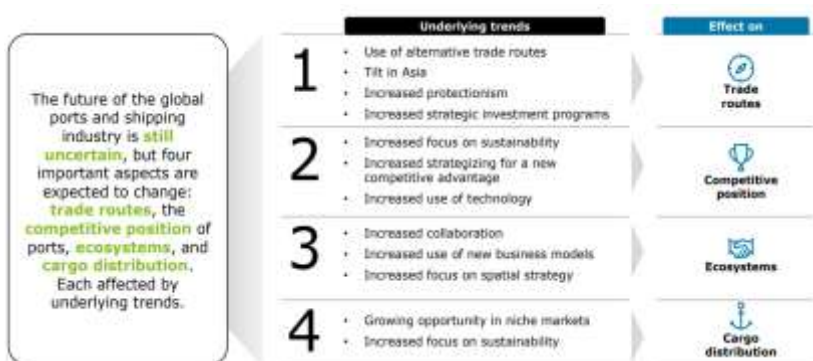 Underlying trends
Effect on
The future of the global
ports and shipping
industry is still
uncertain, but four
important aspects are
expected to change:
trade routes, the
competitive position of
ports, ecosystems, and
cargo distribution.
Each affected by
underlying trends.
1
• Use of alternative trade routes
• Tilt in Asia
• Increased protectionism
• Increased strategic investment programs
Trade
routes
2
• Increased focus on sustainability
• Increased strategizing for a new
competitive advantage
• Increased use of technology
Competitive
position
3
• Increased collaboration
• Increased use of new business models
• Increased focus on spatial strategy
Ecosystems
4
• Growing opportunity in niche markets
• Increased focus on sustainability
Cargo
distribution